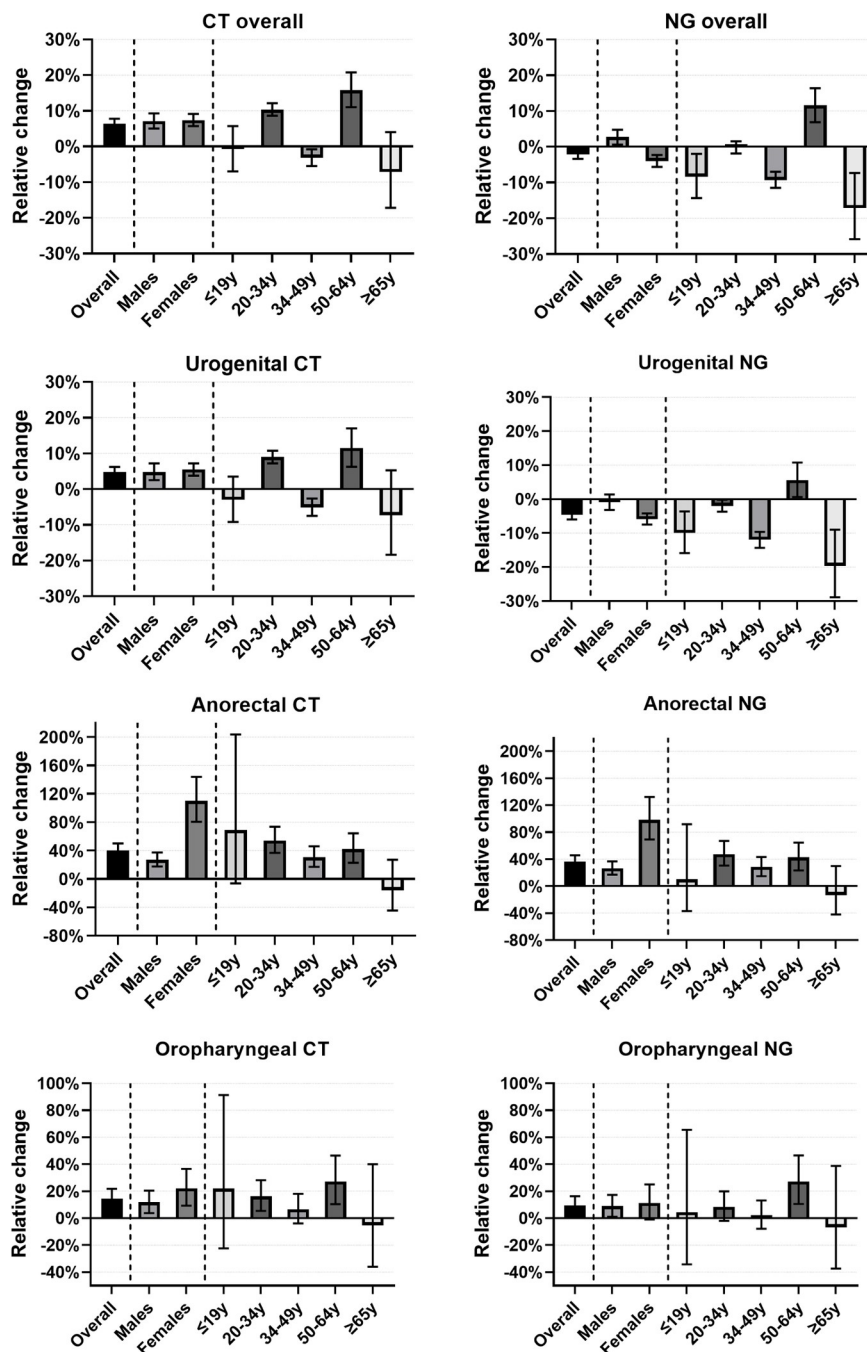 CT overall
30%
20%
10%
0%
-10%
-20%
-30%
Relative change
Overall
Males
Females
≤19y
20-34y
34-49y
50-64y
≥65y
NG overall
30%
20%
10%
0%
-10%
-20%
-30%
Relative change
Overall
Males
Females
≤19y
20-34y
34-49y
50-64y
≥65y
Urogenital CT
30%
20%
10%
0%
-10%
-20%
-30%
Relative change
Overall
Males
Females
≤19y
20-34y
34-49y
50-64y
≥65y
Urogenital NG
30%
20%
10%
0%
-10%
-20%
-30%
Relative change
Overall
Males
Females
≤19y
20-34y
34-49y
50-64y
≥65y
Anorectal CT
200%
160%
120%
80%
40%
0%
-40%
-80%
Relative change
Overall
Males
Females
≤19y
20-34y
34-49y
50-64y
≥65y
Anorectal NG
200%
160%
120%
80%
40%
0%
-40%
-80%
Relative change
Overall
Males
Females
≤19y
20-34y
34-49y
50-64y
≥65y
Oropharyngeal CT
100%
80%
60%
40%
20%
0%
-20%
-40%
Relative change
Overall
Males
Females
≤19y
20-34y
34-49y
50-64y
≥65y
Oropharyngeal NG
100%
80%
60%
40%
20%
0%
-20%
-40%
Relative change
Overall
Males
Females
≤19y
20-34y
34-49y
50-64y
≥65y